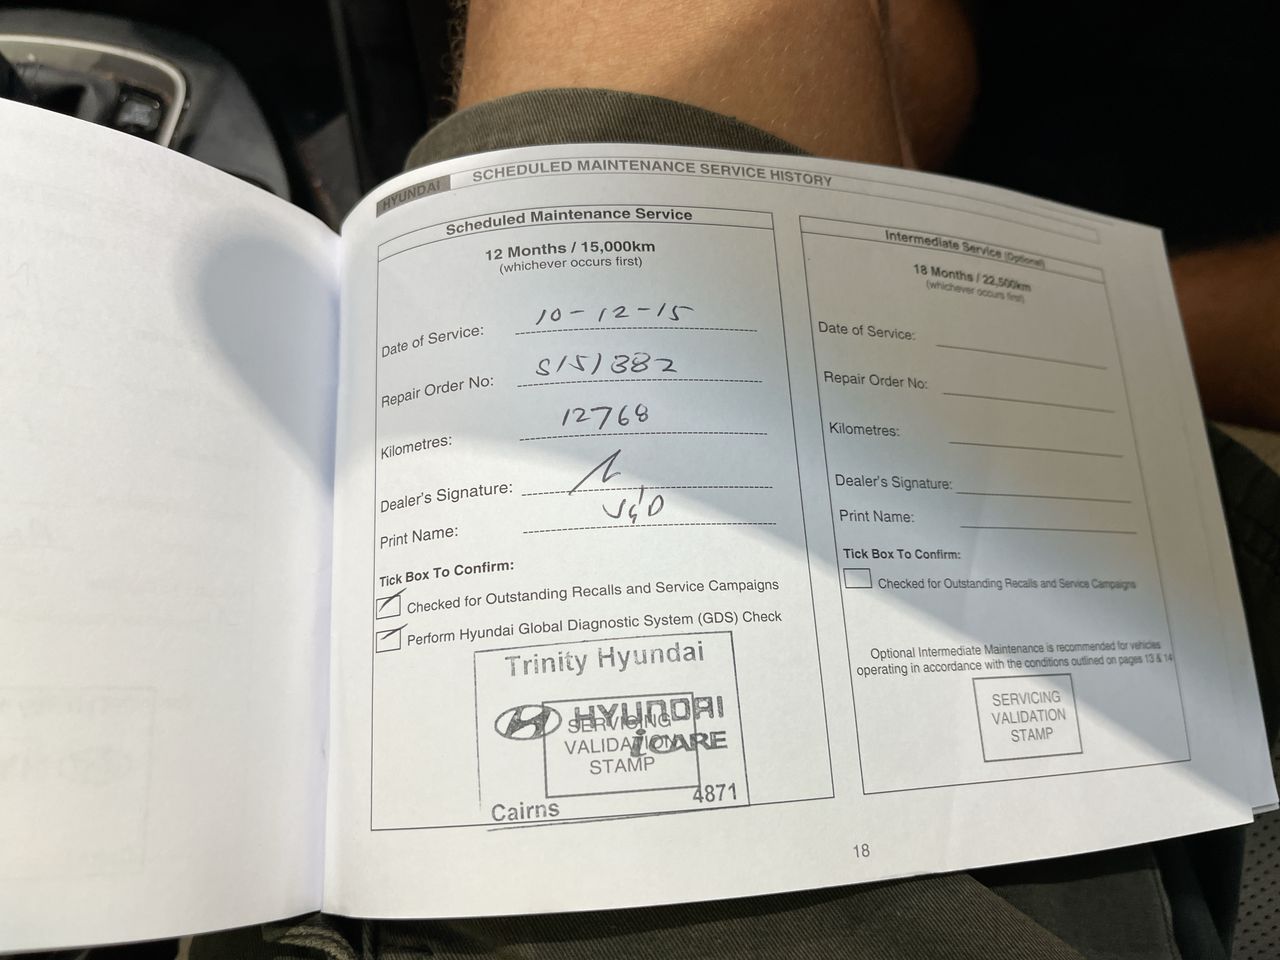 HYUNDAI
SCHEDULED MAINTENANCE SERVICE HISTORY
Scheduled Maintenance Service
12 Months / 15,000km
(whichever occurs first)
Date of Service: 10-12-15
Repair Order No: S151382
Kilometres: 12768
Dealer's Signature:
Print Name:
Tick Box To Confirm:
Checked for Outstanding Recalls and Service Campaigns
Perform Hyundai Global Diagnostic System (GDS) Check
Trinity Hyundai
HYUNDAI
iCARE
SERVICING
VALIDATION
STAMP
Cairns 4871
Intermediate Service (Optional)
18 Months / 22,500km
(whichever occurs first)
Date of Service:
Repair Order No:
Kilometres:
Dealer's Signature:
Print Name:
Tick Box To Confirm:
Checked for Outstanding Recalls and Service Campaigns
Optional Intermediate Maintenance is recommended for vehicles
operating in accordance with the conditions outlined on pages 13 & 14
SERVICING
VALIDATION
STAMP
18